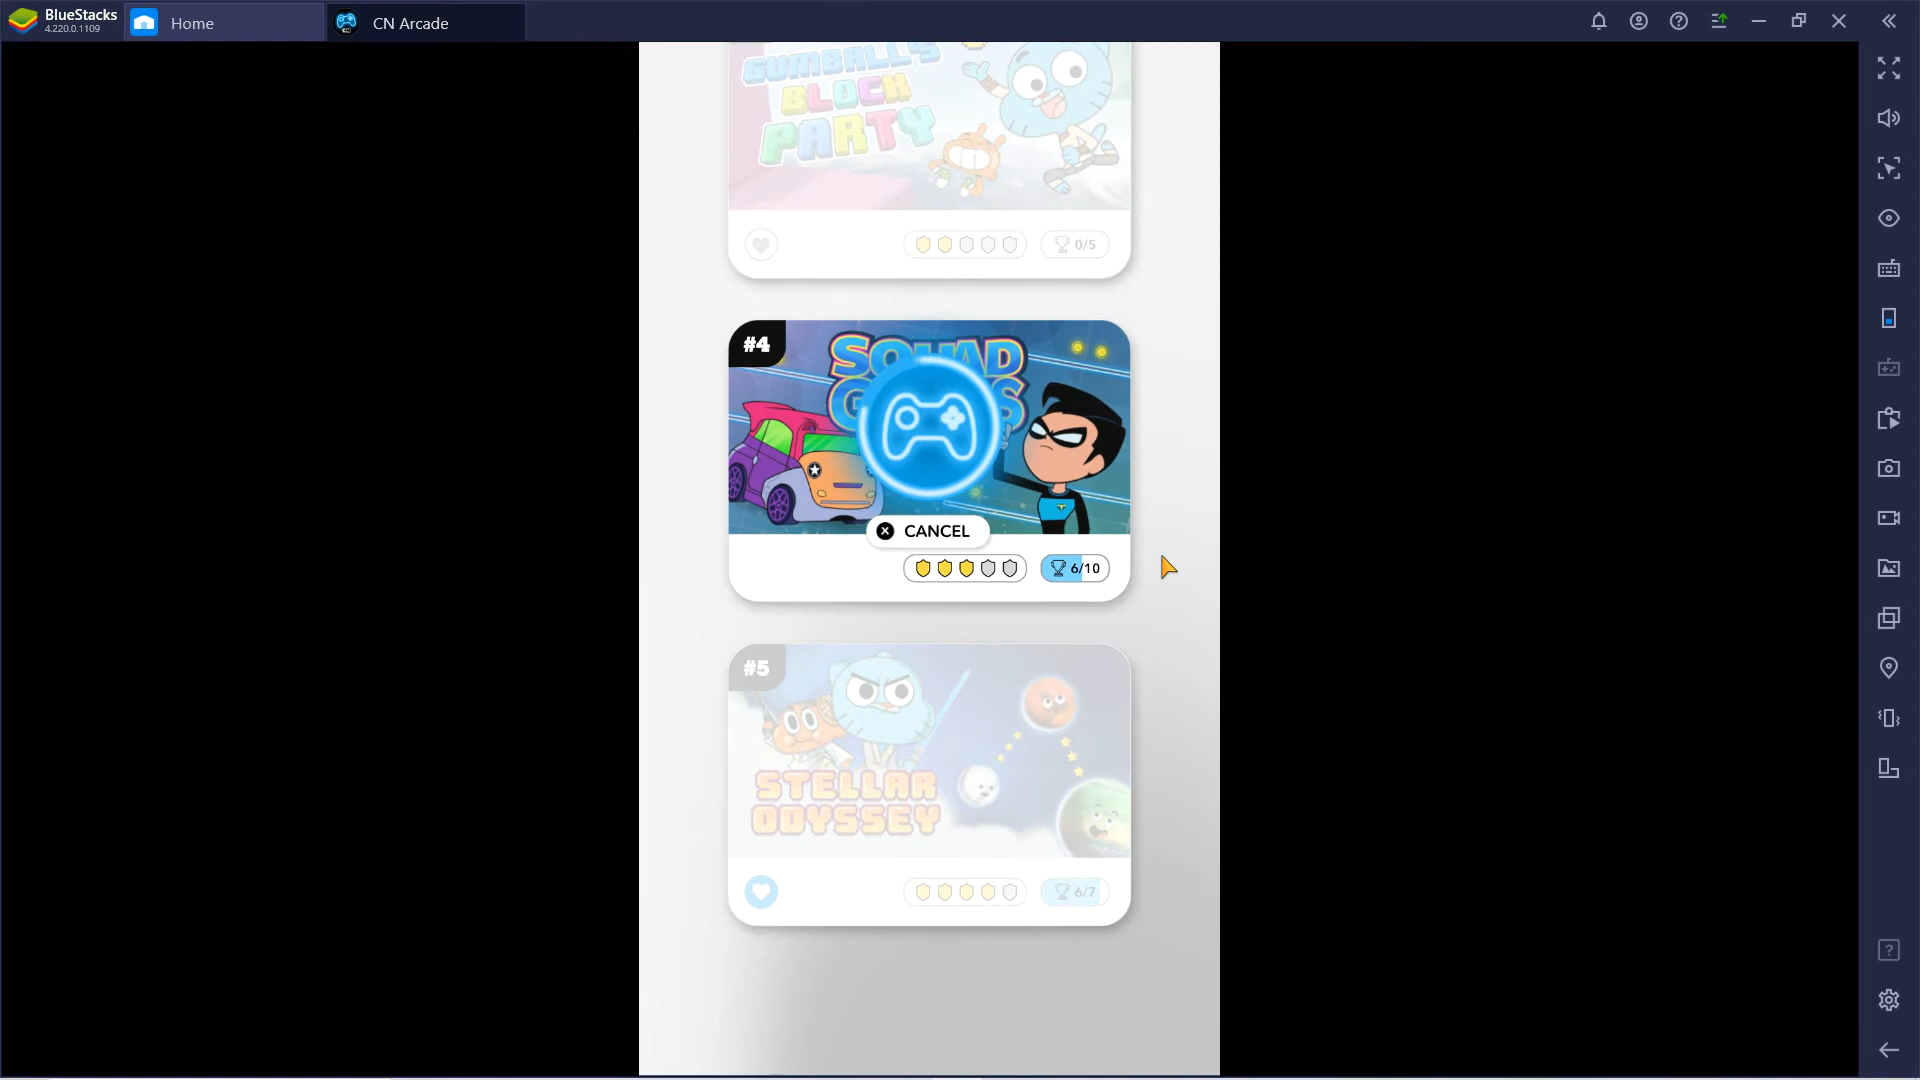 BlueStacks
4.220.0.1109
Home
CN Arcade
GUMBALL'S
BLOCK
PARTY
0/5
#4
SQUAD
CANCEL
6/10
#5
STELLAR
ODYSSEY
6/7